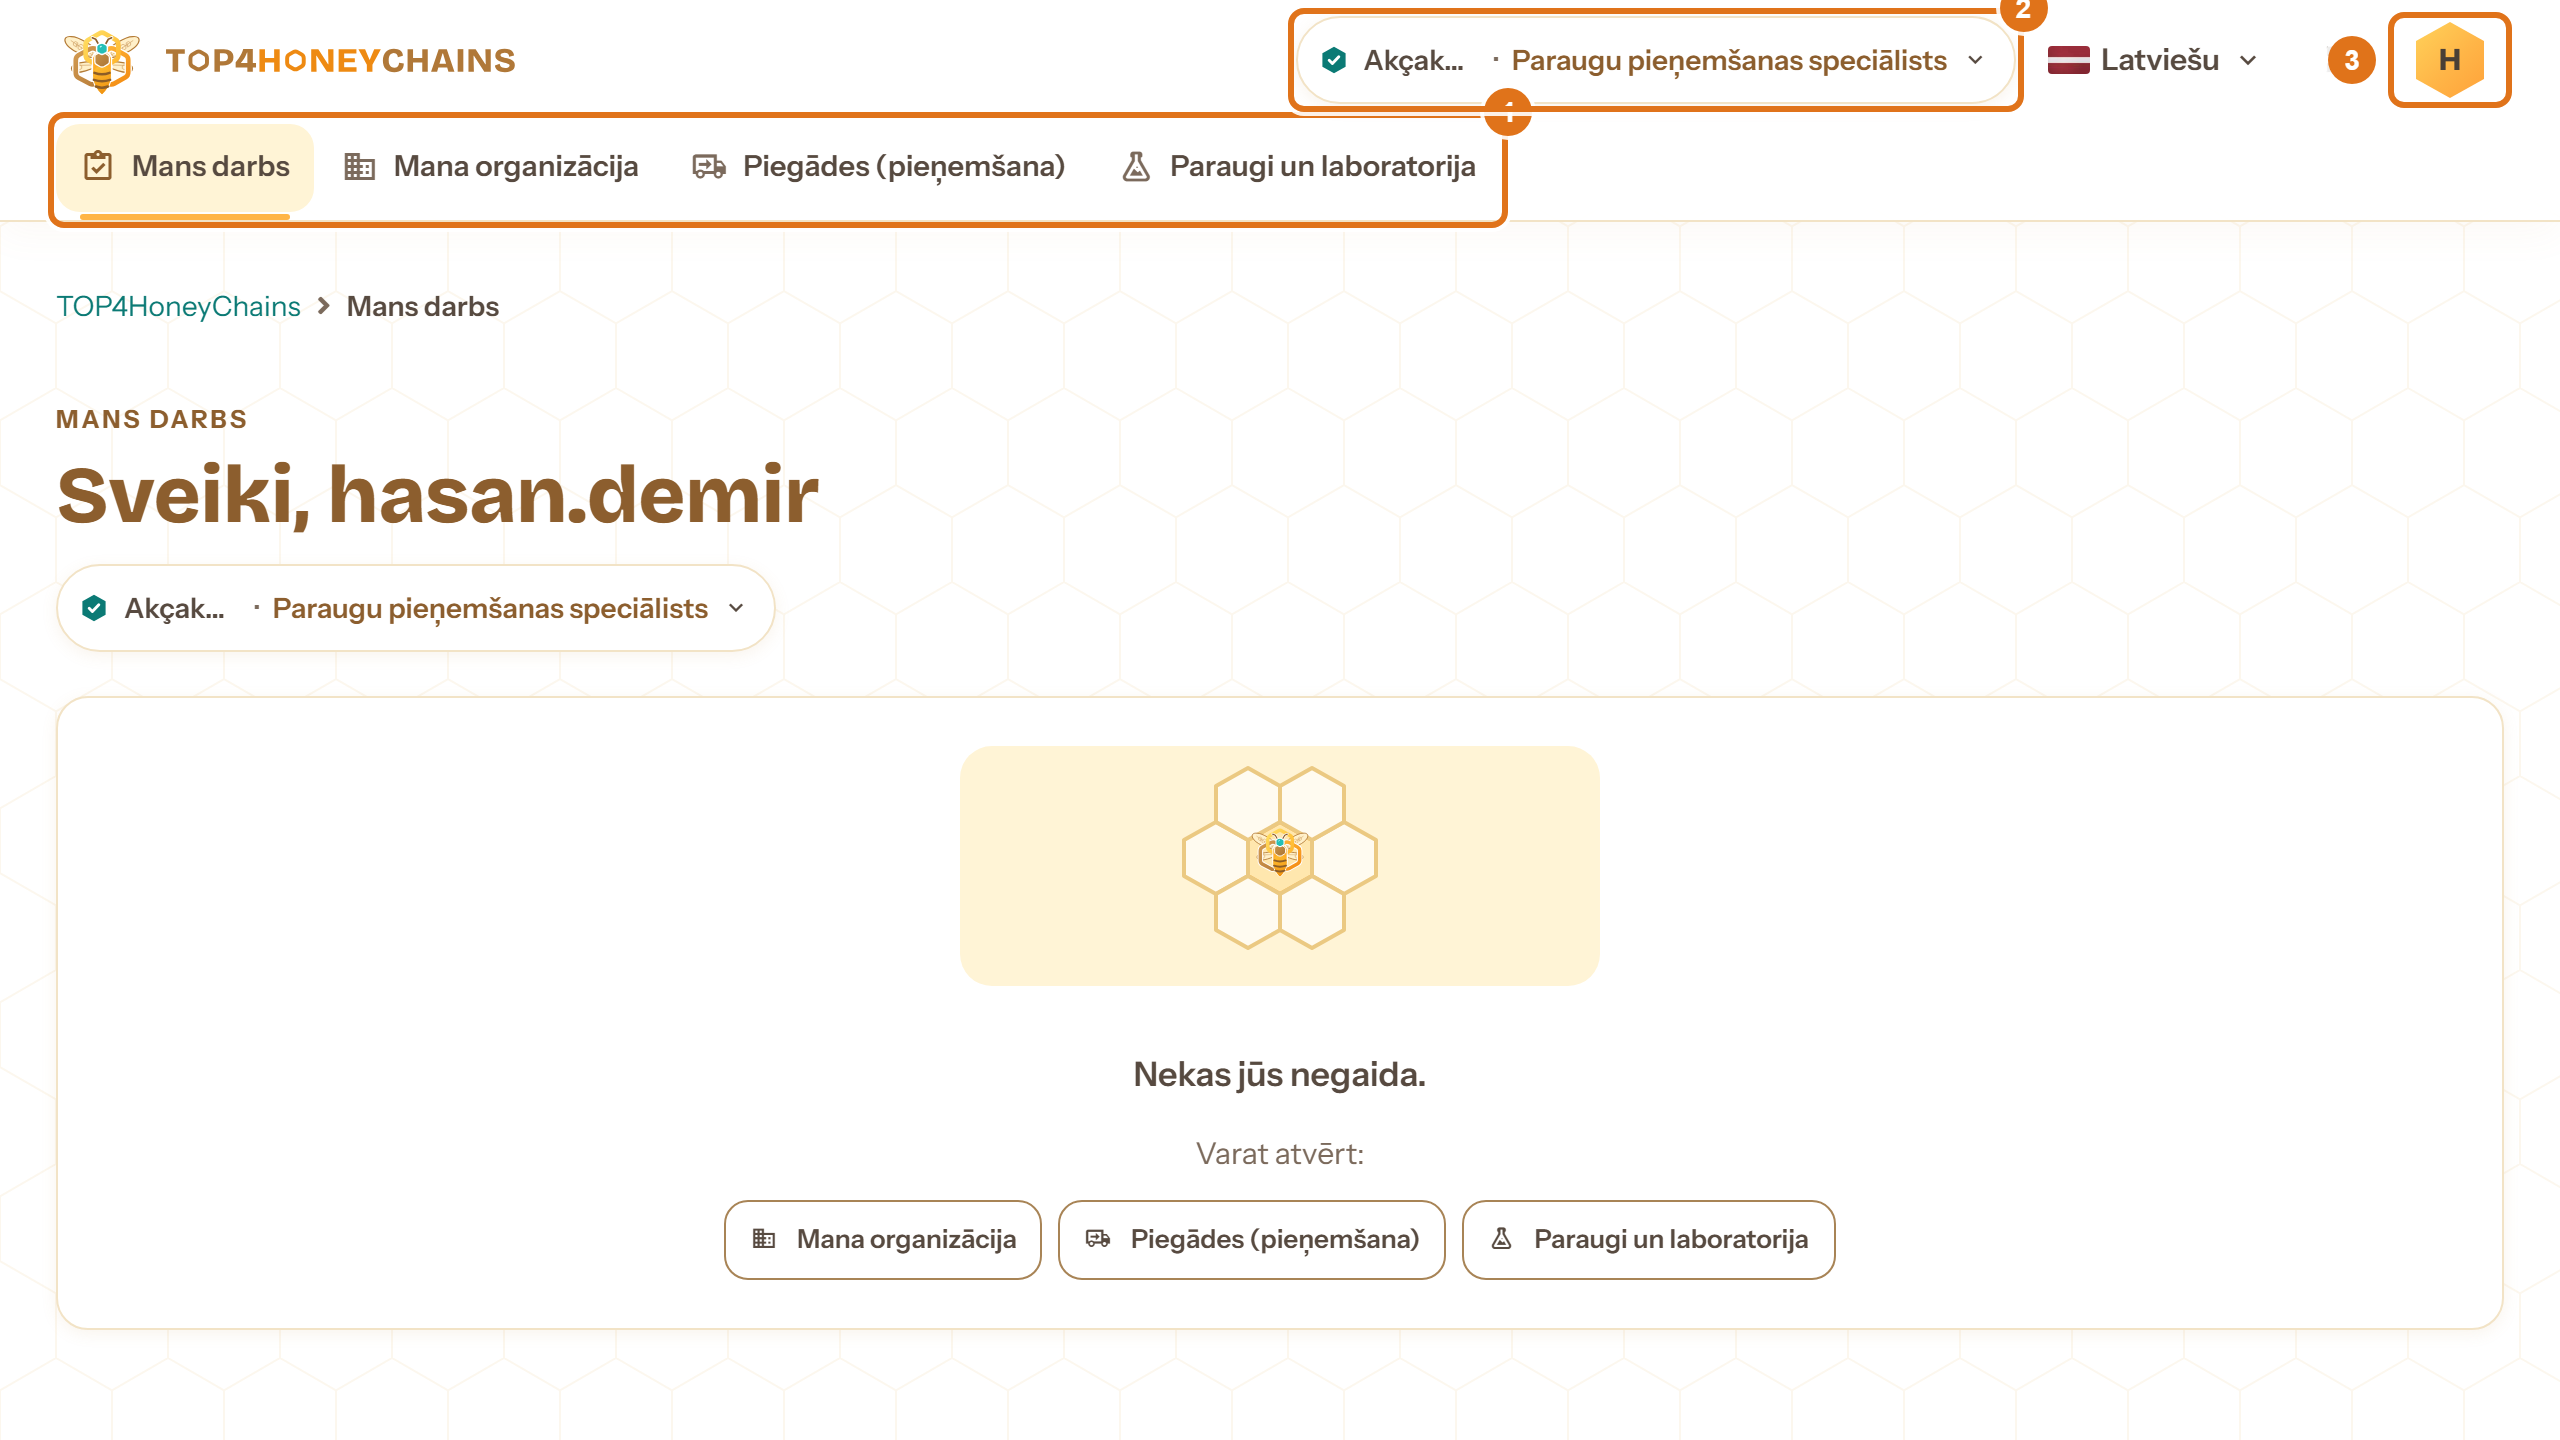 TOP4HONEYCHAINS
Akçak... · Paraugu pieņemšanas speciālists
2
Latviešu
3
H
1
Mans darbs
Mana organizācija
Piegādes (pieņemšana)
Paraugi un laboratorija
TOP4HoneyChains > Mans darbs
MANS DARBS
Sveiki, hasan.demir
Akçak... · Paraugu pieņemšanas speciālists
Nekas jūs negaida.
Varat atvērt:
Mana organizācija
Piegādes (pieņemšana)
Paraugi un laboratorija